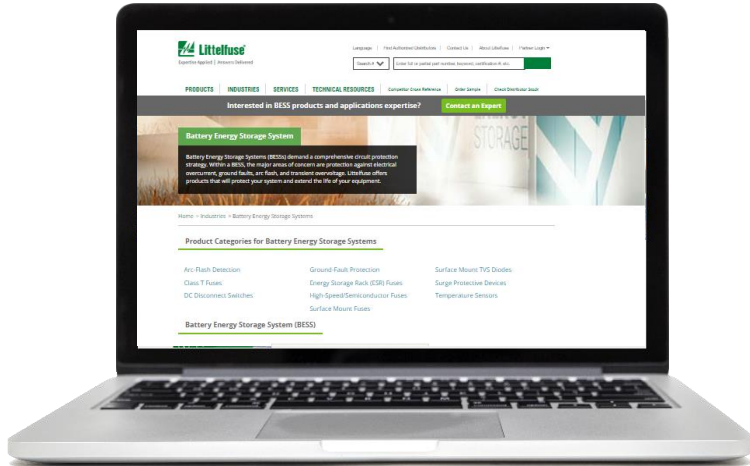 Littelfuse®
Expertise Applied | Answers Delivered
Language | Find Authorized Distributors | Contact Us | About Littelfuse | Partner Login
Search A
Enter full or partial part number, keyword, certification #, etc.
PRODUCTS INDUSTRIES SERVICES TECHNICAL RESOURCES Competitor Cross Reference Order Sample Check Distributor Stock
Interested in BESS products and applications expertise? Contact an Expert
STORAGE
Battery Energy Storage System
Battery Energy Storage Systems (BESSs) demand a comprehensive circuit protection
strategy. Within a BESS, the major areas of concern are protection against electrical
overcurrent, ground faults, arc flash, and transient overvoltage. Littelfuse offers
products that will protect your system and extend the life of your equipment.
Home > Industries > Battery Energy Storage Systems
Product Categories for Battery Energy Storage Systems
Arc-Flash Detection Ground-Fault Protection Surface Mount TVS Diodes
Class T Fuses Energy Storage Rack (ESR) Fuses Surge Protective Devices
DC Disconnect Switches High-Speed/Semiconductor Fuses Temperature Sensors
Surface Mount Fuses
Battery Energy Storage System (BESS)